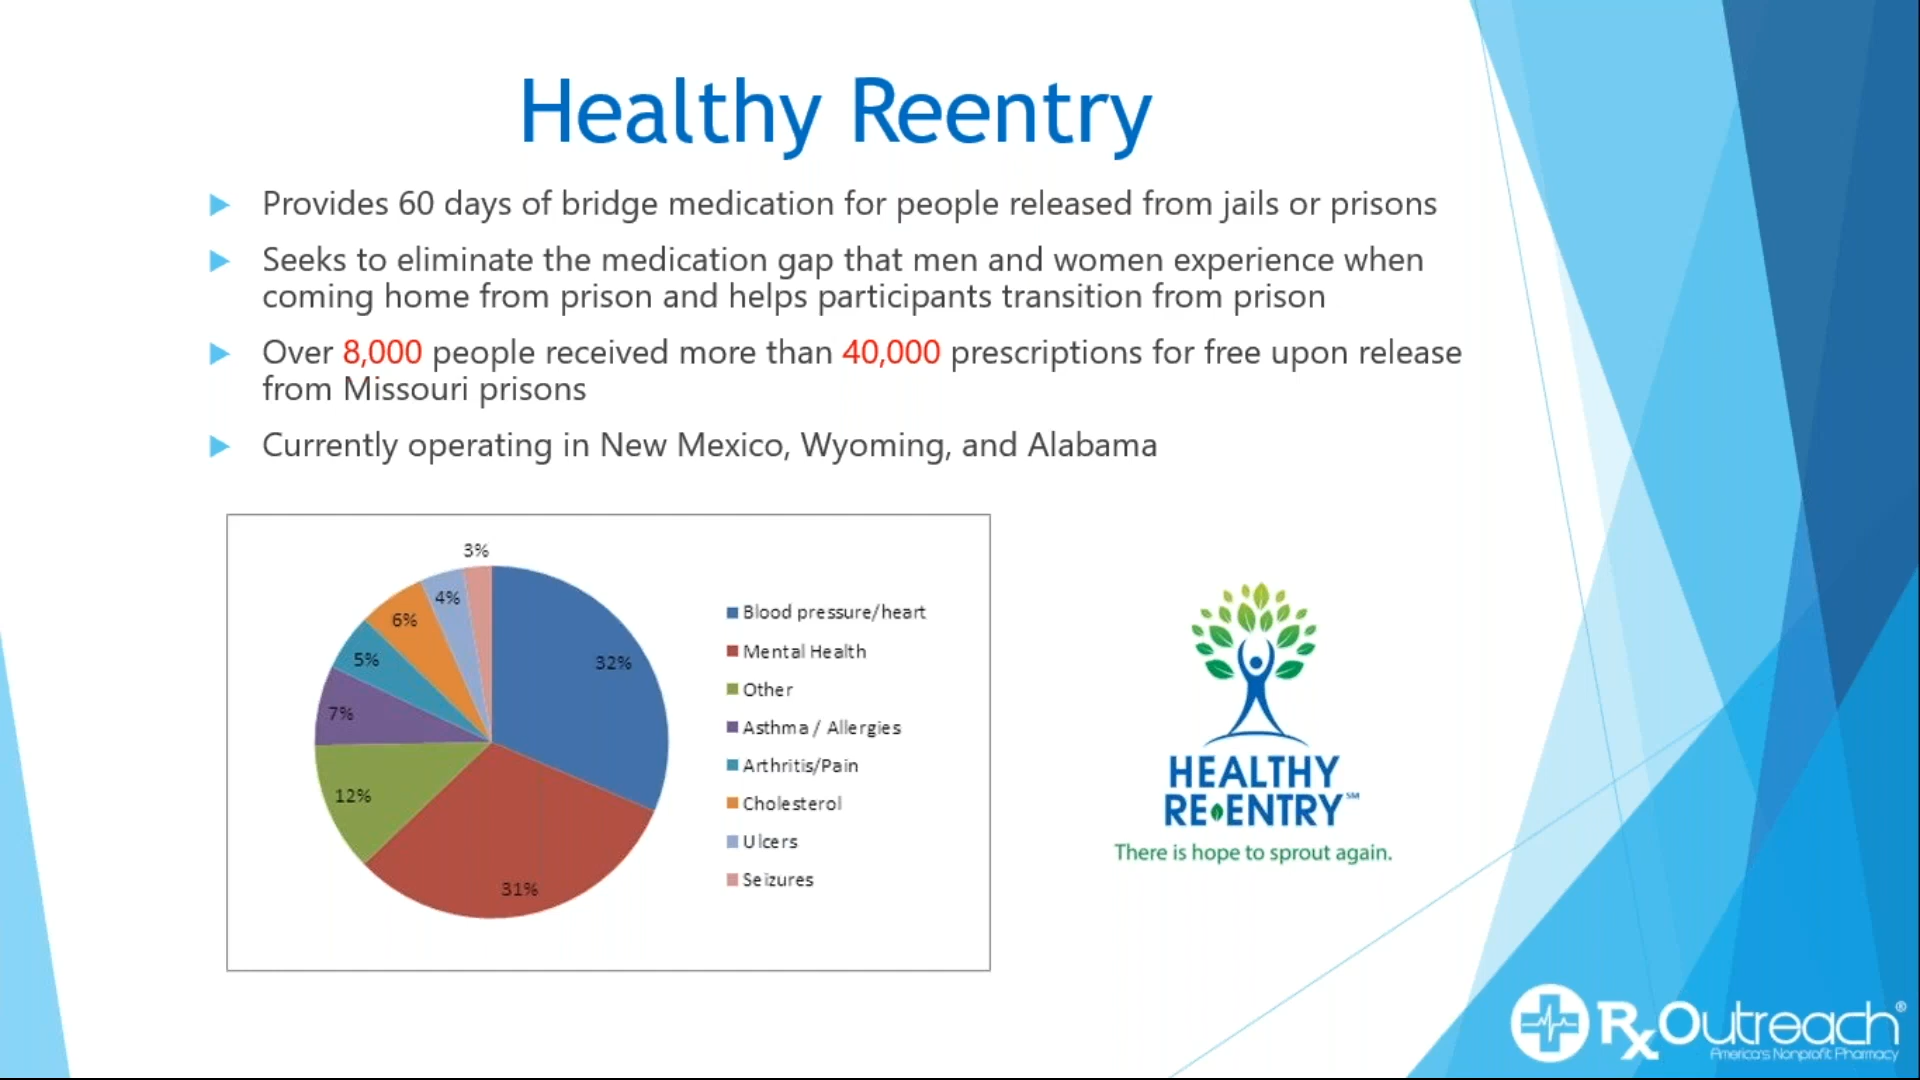 Healthy Reentry
Provides 60 days of bridge medication for people released from jails or prisons
Seeks to eliminate the medication gap that men and women experience when
coming home from prison and helps participants transition from prison
Over 8,000 people received more than 40,000 prescriptions for free upon release
from Missouri prisons
Currently operating in New Mexico, Wyoming, and Alabama
3%
4%
6%
5%
7%
12%
31%
32%
Blood pressure/heart
Mental Health
Other
Asthma / Allergies
Arthritis/Pain
Cholesterol
Ulcers
Seizures
HEALTHY
RE•ENTRY℠
There is hope to sprout again.
RxOutreach®
America's Nonprofit Pharmacy